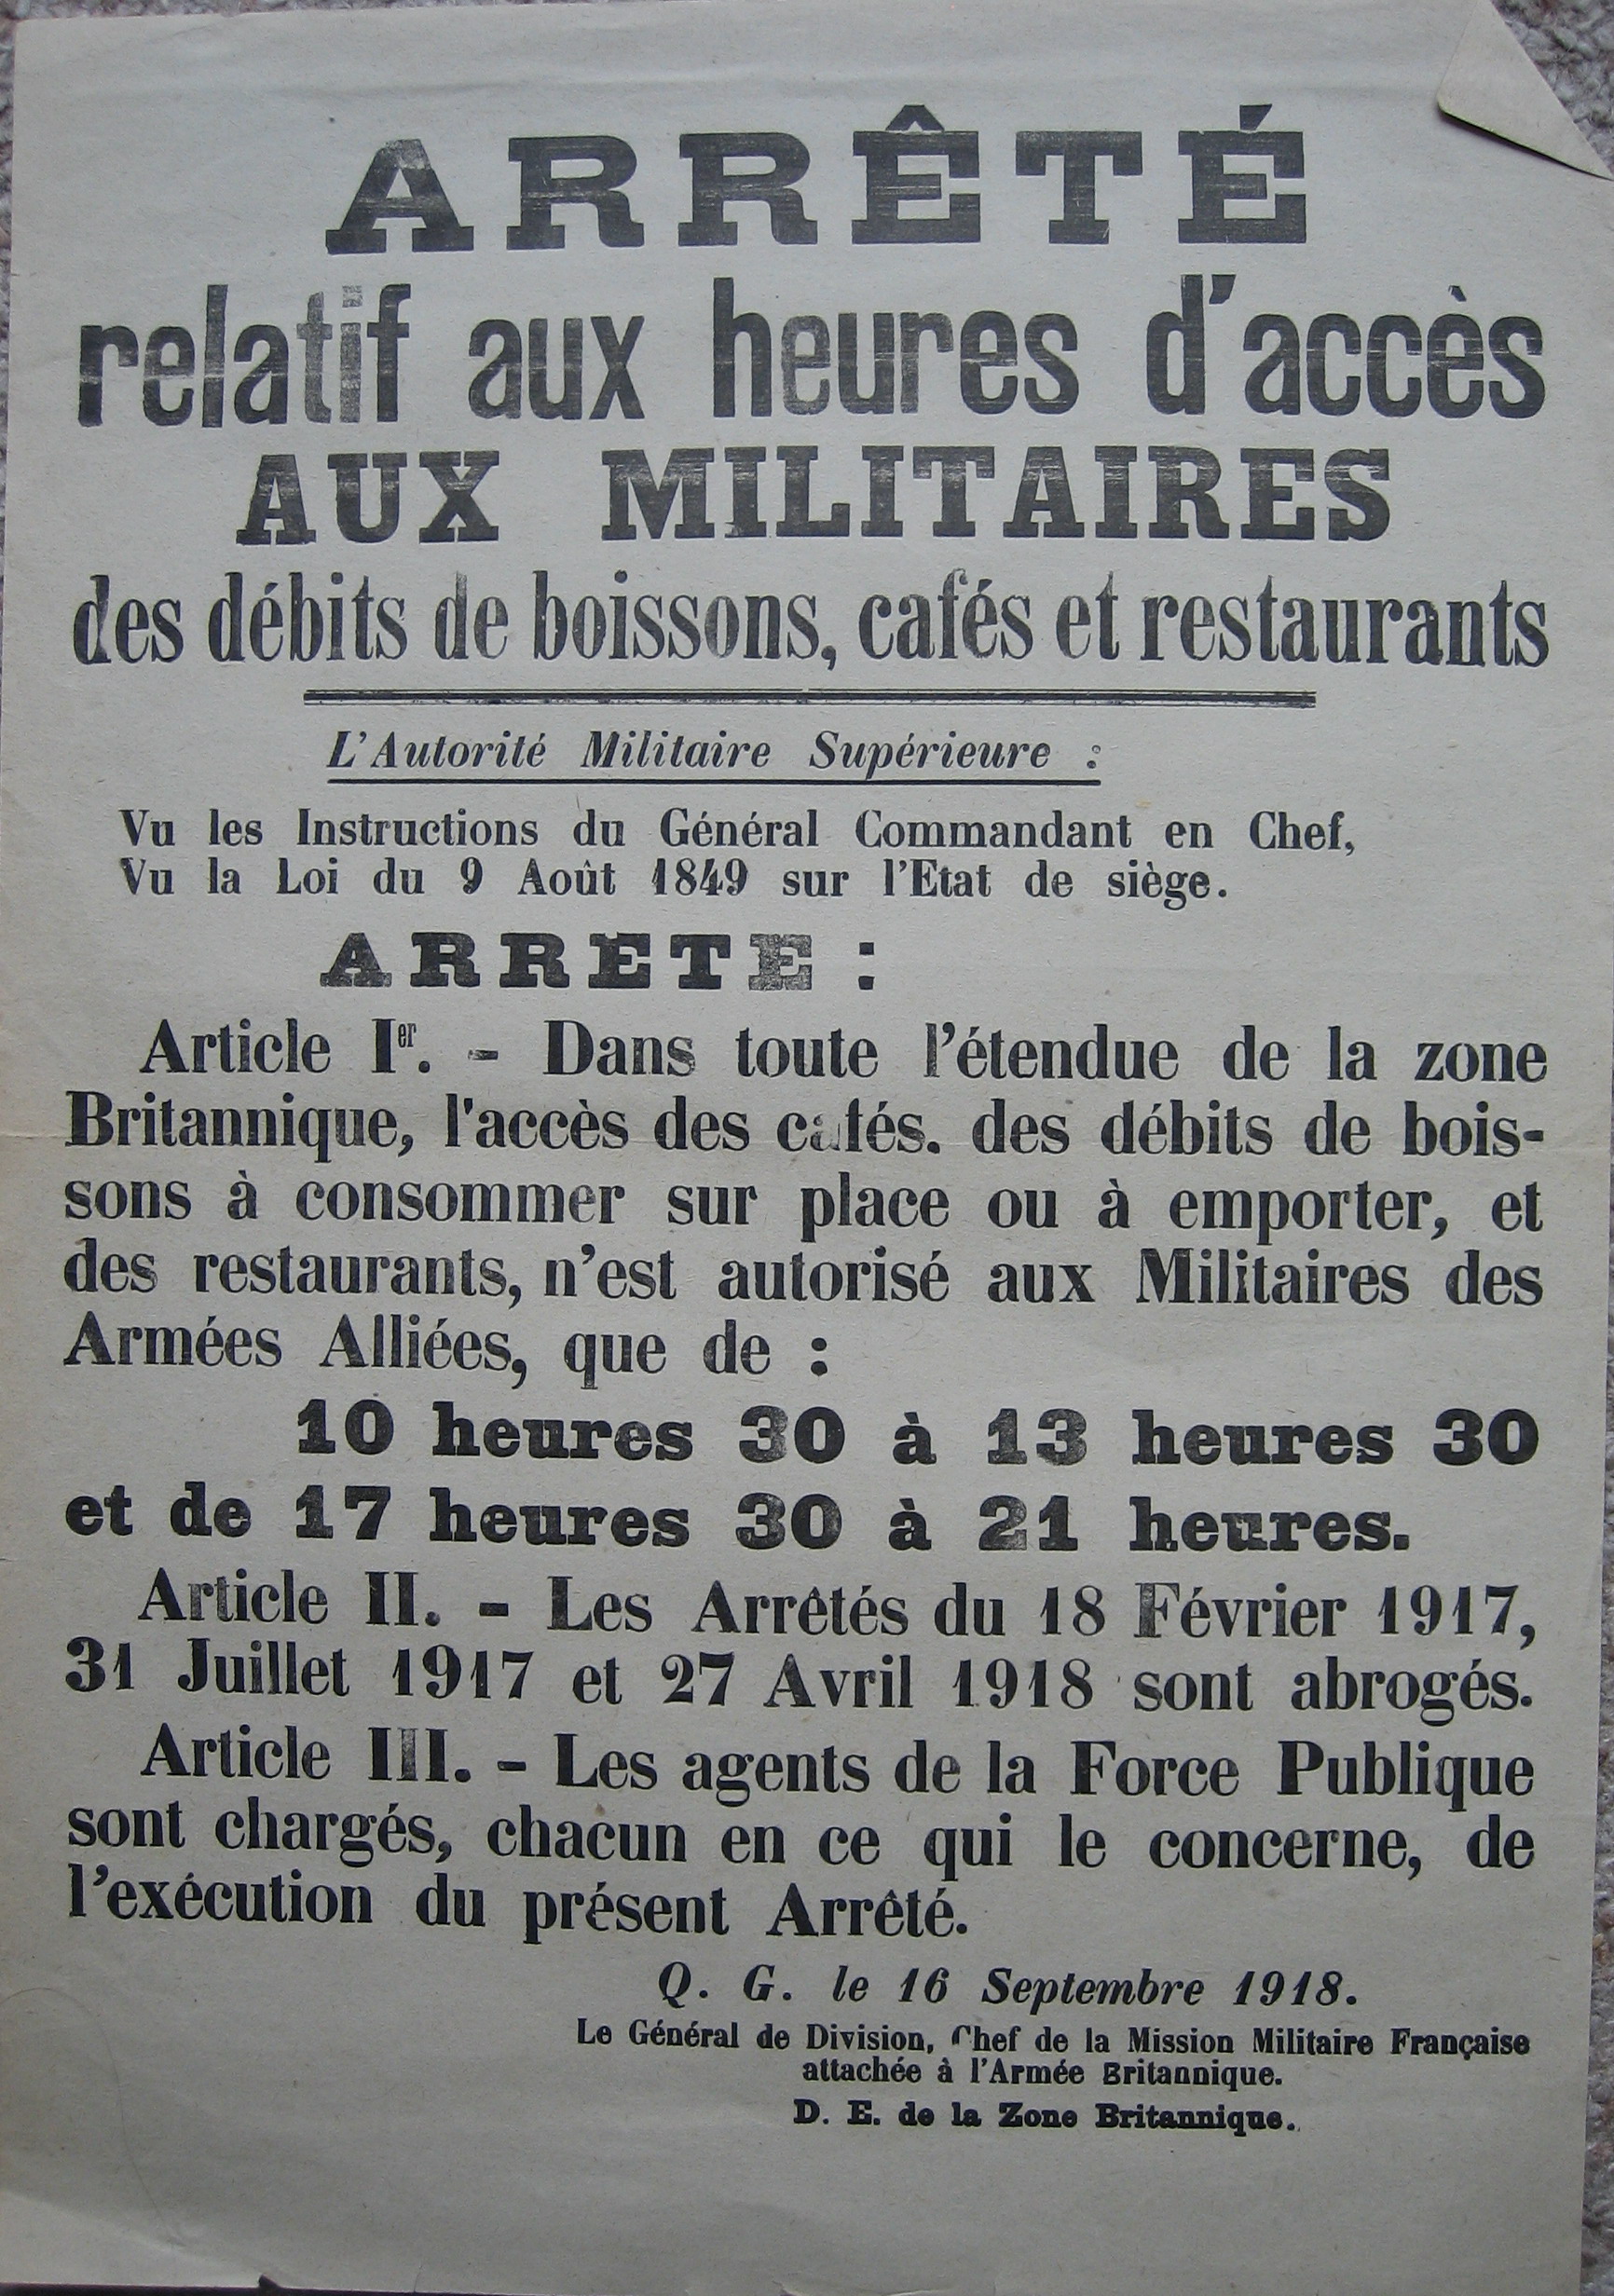 ARRÊTÉ
relatif aux heures d'accès
AUX MILITAIRES
des débits de boissons, cafés et restaurants
L'Autorité Militaire Supérieure :
Vu les Instructions du Général Commandant en Chef,
Vu la Loi du 9 Août 1849 sur l'Etat de siège.
ARRÊTE :
Article Ier. - Dans toute l'étendue de la zone
Britannique, l'accès des cafés. des débits de bois-
sons à consommer sur place ou à emporter, et
des restaurants, n'est autorisé aux Militaires des
Armées Alliées, que de :
10 heures 30 à 13 heures 30
et de 17 heures 30 à 21 heures.
Article II. - Les Arrêtés du 18 Février 1917,
31 Juillet 1917 et 27 Avril 1918 sont abrogés.
Article III. - Les agents de la Force Publique
sont chargés, chacun en ce qui le concerne, de
l'exécution du présent Arrêté.
Q. G. le 16 Septembre 1918.
Le Général de Division, Chef de la Mission Militaire Française
attachée à l'Armée Britannique.
D. E. de la Zone Britannique.